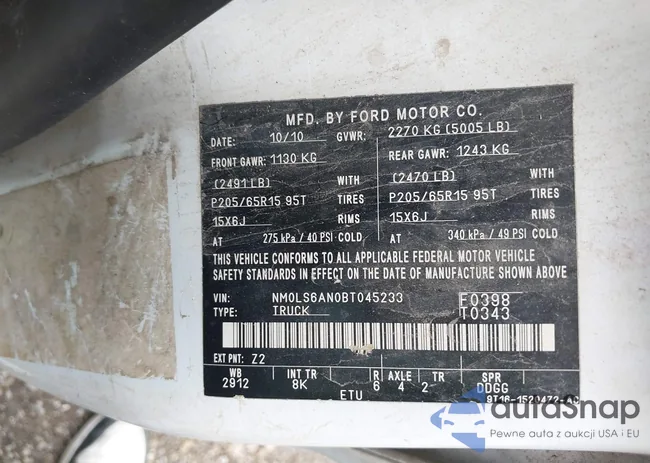 MFD. BY FORD MOTOR CO.
DATE: 10/10 GVWR: 2270 KG (5005 LB)
FRONT GAWR: 1130 KG REAR GAWR: 1243 KG
(2491 LB) WITH (2470 LB) WITH
P205/65R15 95T TIRES P205/65R15 95T TIRES
15X6J RIMS 15X6J RIMS
AT 275 kPa / 40 PSI COLD AT 340 kPa / 49 PSI COLD
THIS VEHICLE CONFORMS TO ALL APPLICABLE FEDERAL MOTOR VEHICLE
SAFETY STANDARDS IN EFFECT ON THE DATE OF MANUFACTURE SHOWN ABOVE
VIN: NM0LS6AN0BT045233 F0398
TYPE: TRUCK T0343
EXT PNT: Z2
WB INT TR R AXLE TR SPR
2912 8K 6 4 2 DDGG
ETU 9T16-1520472-AC
autoSnap
Pewne auta z aukcji USA i EU